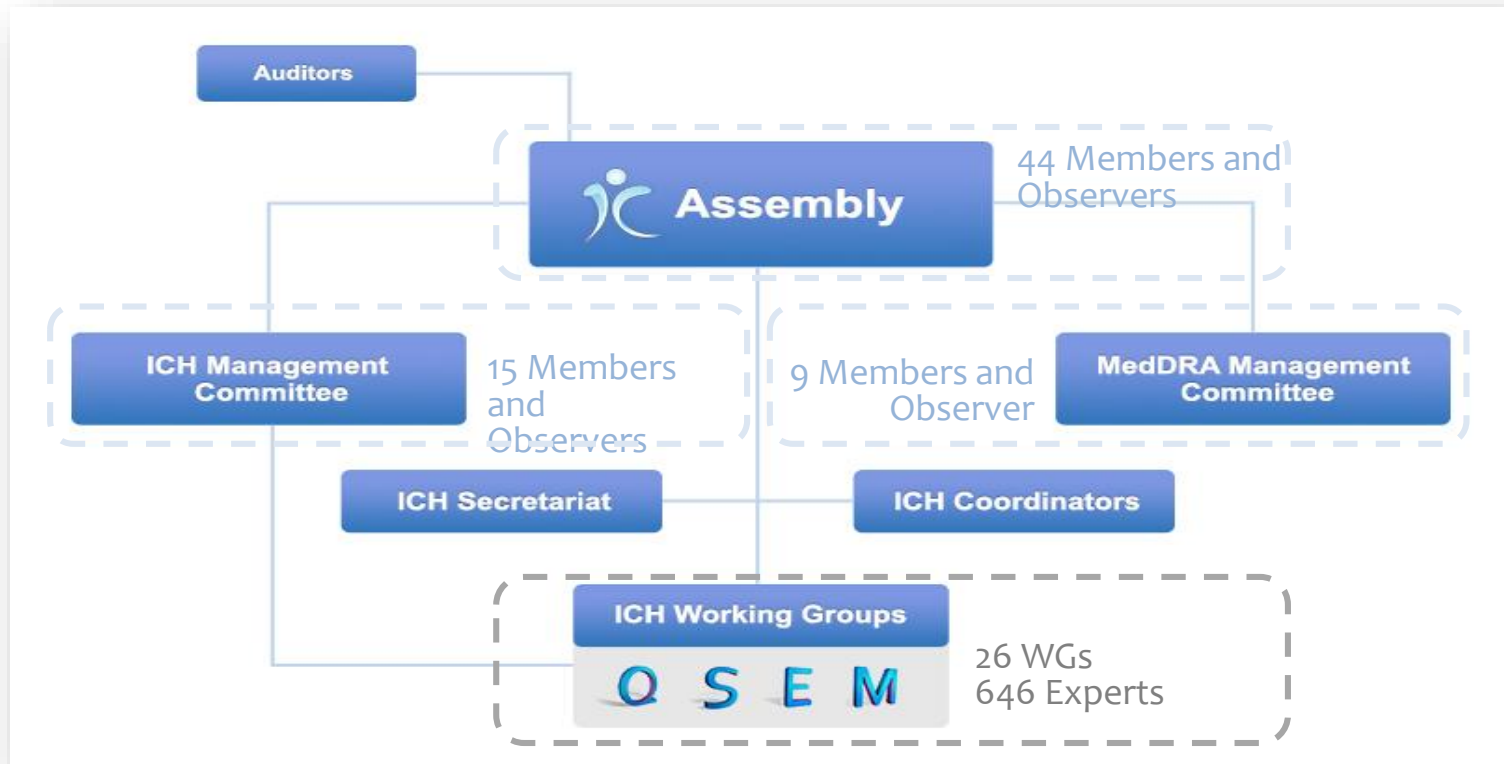 Auditors
Assembly
44 Members and
Observers
ICH Management
Committee
15 Members
and
Observers
9 Members and
Observer
MedDRA Management
Committee
ICH Secretariat
ICH Coordinators
ICH Working Groups
Q S E M
26 WGs
646 Experts